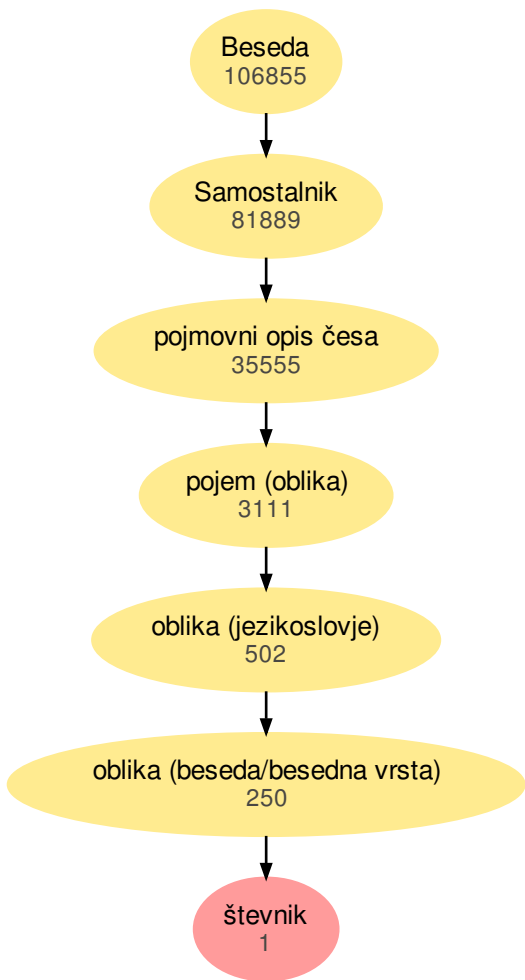 Beseda
106855
Samostalnik
81889
pojmovni opis česa
35555
pojem (oblika)
3111
oblika (jezikoslovje)
502
oblika (beseda/besedna vrsta)
250
števnik
1